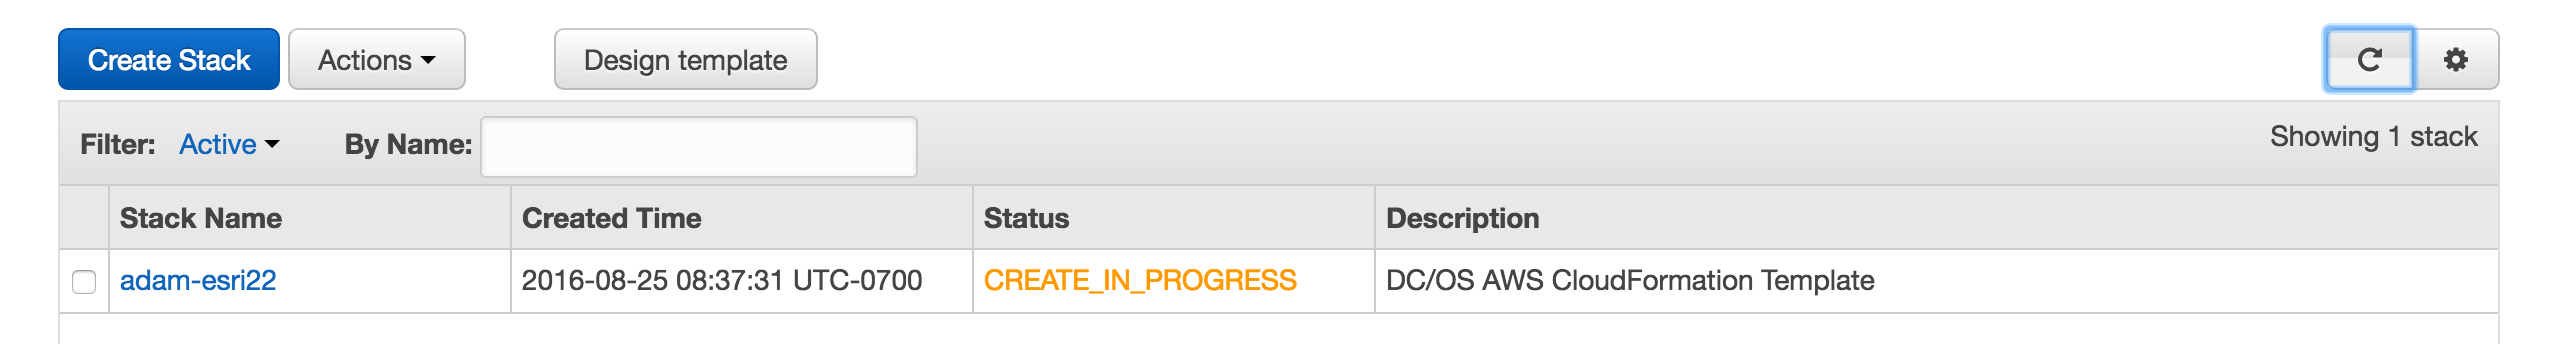 Create Stack Actions Design template
Filter: Active By Name: Showing 1 stack
Stack Name Created Time Status Description
adam-esri22 2016-08-25 08:37:31 UTC-0700 CREATE_IN_PROGRESS DC/OS AWS CloudFormation Template